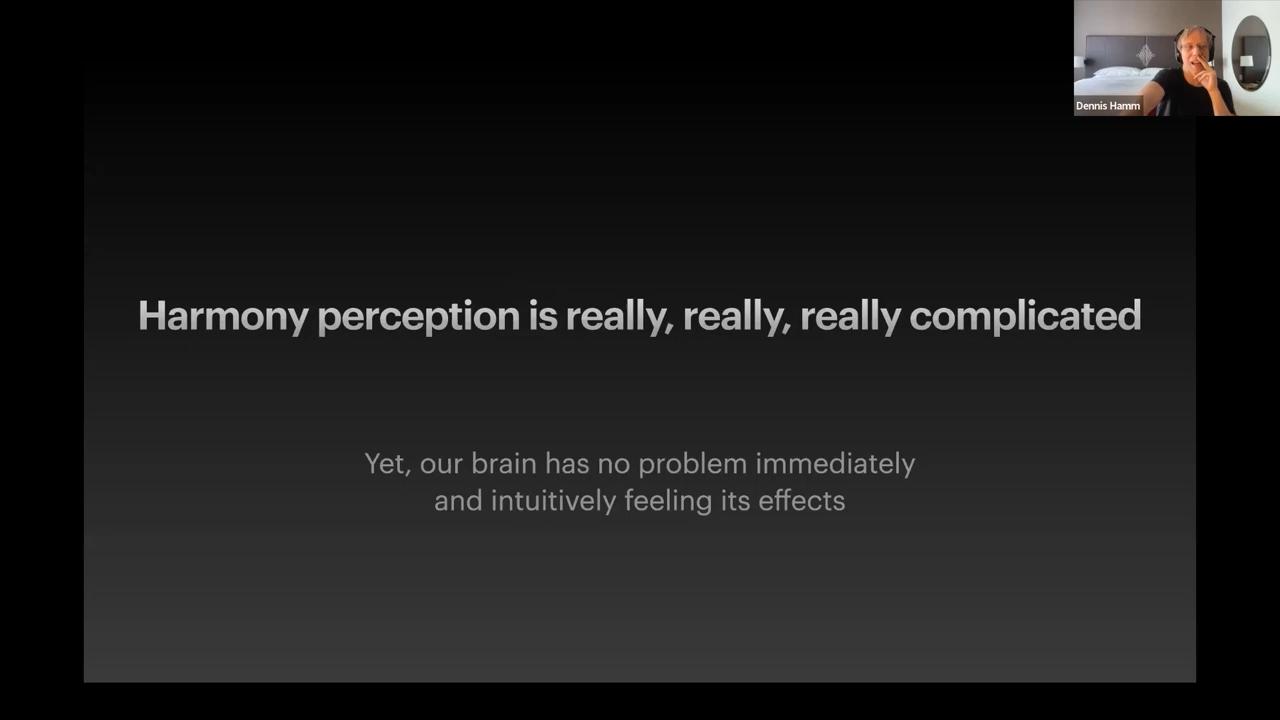 Dennis Hamm
Harmony perception is really, really, really complicated
Yet, our brain has no problem immediately
and intuitively feeling its effects